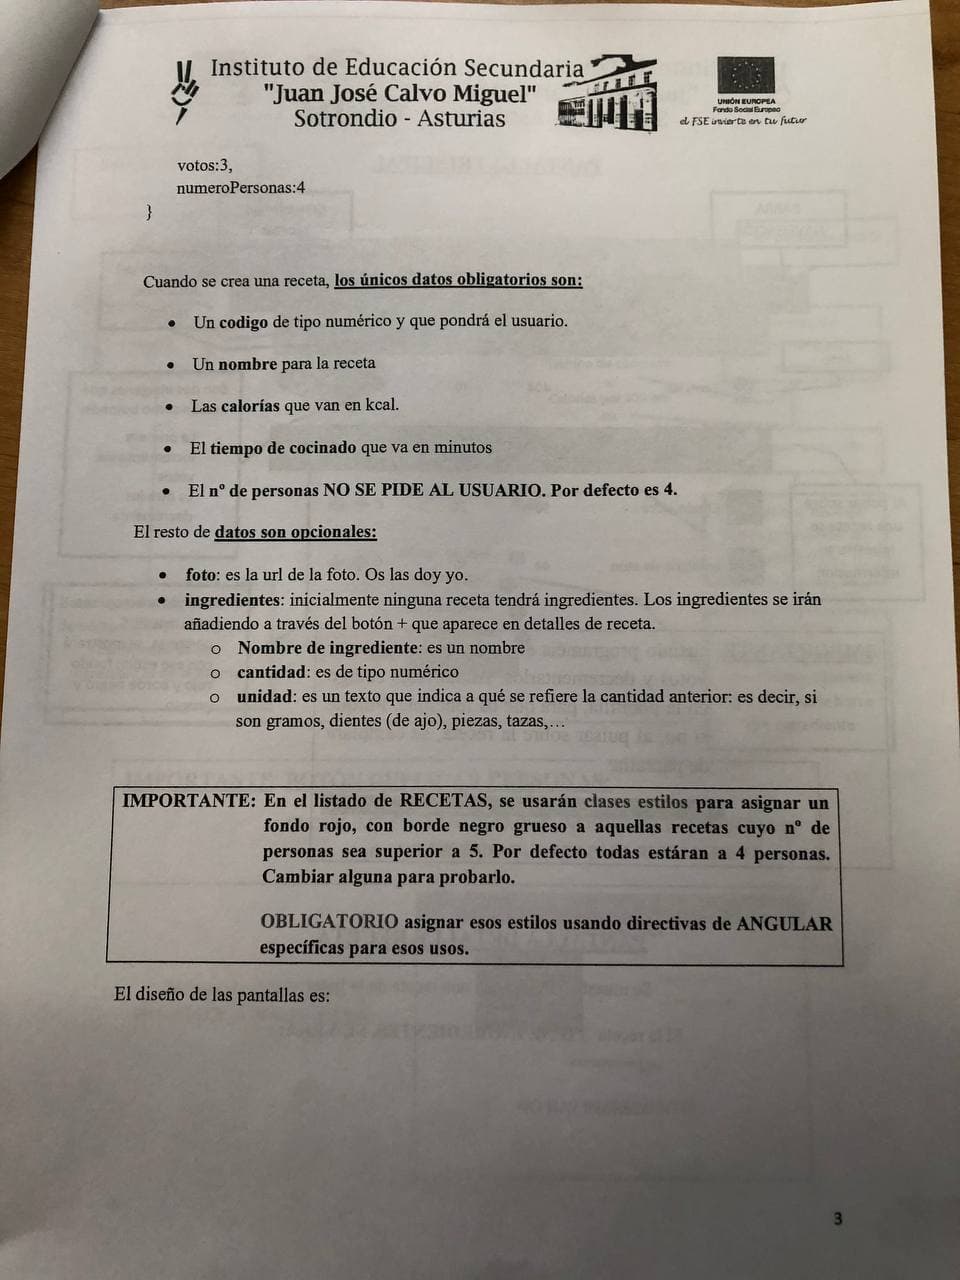 Instituto de Educación Secundaria
"Juan José Calvo Miguel"
Sotrondio - Asturias
UNIÓN EUROPEA
Fondo Social Europeo
el FSE invierte en tu futuro
votos:3,
numeroPersonas:4
}
Cuando se crea una receta, los únicos datos obligatorios son:
• Un codigo de tipo numérico y que pondrá el usuario.
• Un nombre para la receta
• Las calorías que van en kcal.
• El tiempo de cocinado que va en minutos
• El nº de personas NO SE PIDE AL USUARIO. Por defecto es 4.
El resto de datos son opcionales:
• foto: es la url de la foto. Os las doy yo.
• ingredientes: inicialmente ninguna receta tendrá ingredientes. Los ingredientes se irán
añadiendo a través del botón + que aparece en detalles de receta.
o Nombre de ingrediente: es un nombre
o cantidad: es de tipo numérico
o unidad: es un texto que indica a qué se refiere la cantidad anterior: es decir, si
son gramos, dientes (de ajo), piezas, tazas,…
IMPORTANTE: En el listado de RECETAS, se usarán clases estilos para asignar un
fondo rojo, con borde negro grueso a aquellas recetas cuyo nº de
personas sea superior a 5. Por defecto todas estáran a 4 personas.
Cambiar alguna para probarlo.
OBLIGATORIO asignar esos estilos usando directivas de ANGULAR
específicas para esos usos.
El diseño de las pantallas es:
3